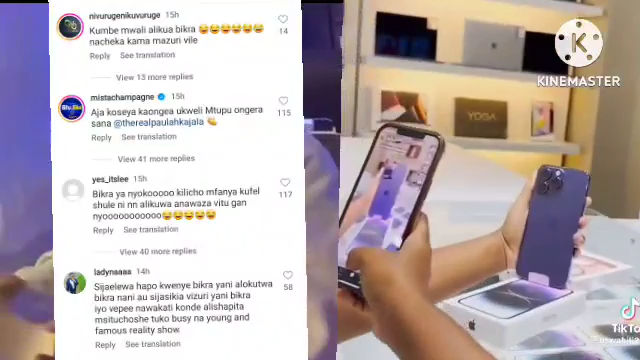 nivurugenikuvuruge 15h
Kumbe mwali alikua bikra 😂😂😂😂😂😂
nacheka kama mazuri vile
14
Reply See translation
View 13 more replies
mistachampagne 15h
Aja koseya kaongea ukweli Mtupu ongera
sana @therealpaulahkajala 👏
115
Reply See translation
View 41 more replies
yes_itslee 15h
Bikra ya nyokooooo kilicho mfanya kufel
shule ni nn alikuwa anawaza vitu gan
nyooooooooooo😂😂😂😂😂
117
Reply See translation
View 40 more replies
ladynaaaa 14h
Sijaelewa hapo kwenye bikra yani alokutwa
bikra nani au sijasikia vizuri yani bikra
iyo vepee nawakati konde alishapita
msituchoshe tuko busy na young and
famous reality show.
58
Reply See translation
K
KINEMASTER
YOGA
TikTo